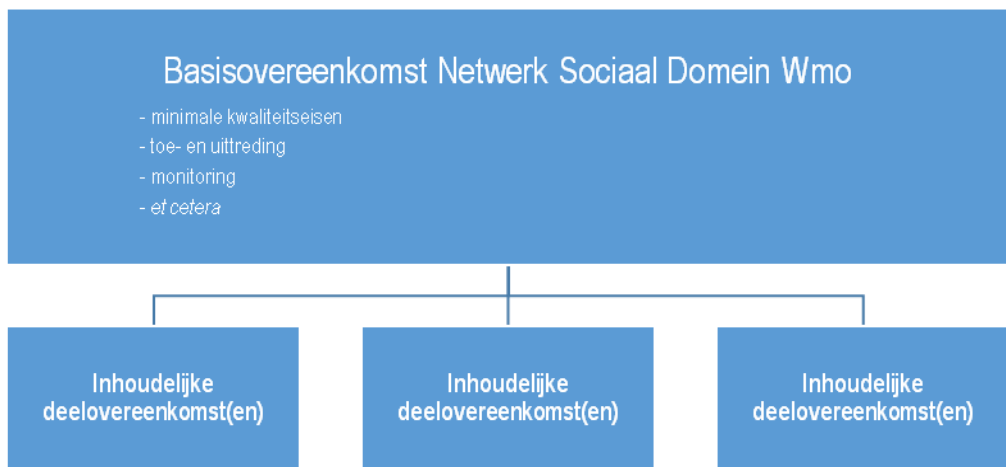 Basisovereenkomst Netwerk Sociaal Domein Wmo
- minimale kwaliteitseisen
- toe- en uittreding
- monitoring
- et cetera
Inhoudelijke
deelovereenkomst(en)
Inhoudelijke
deelovereenkomst(en)
Inhoudelijke
deelovereenkomst(en)